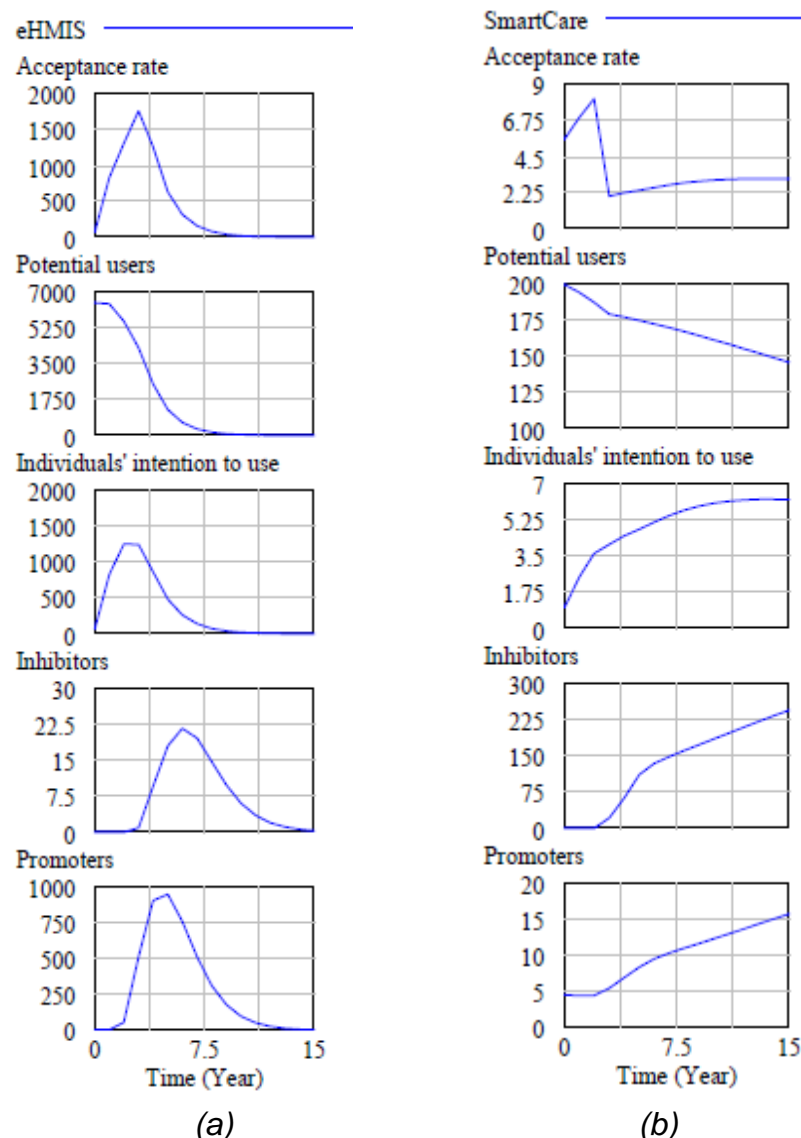 eHMIS
Acceptance rate
2000
1500
1000
500
0
Potential users
7000
5250
3500
1750
0
Individuals' intention to use
2000
1500
1000
500
0
Inhibitors
30
22.5
15
7.5
0
Promoters
1000
750
500
250
0
0 7.5 15
Time (Year)
(a)
SmartCare
Acceptance rate
9
6.75
4.5
2.25
0
Potential users
200
175
150
125
100
Individuals' intention to use
7
5.25
3.5
1.75
0
Inhibitors
300
225
150
75
0
Promoters
20
15
10
5
0
0 7.5 15
Time (Year)
(b)